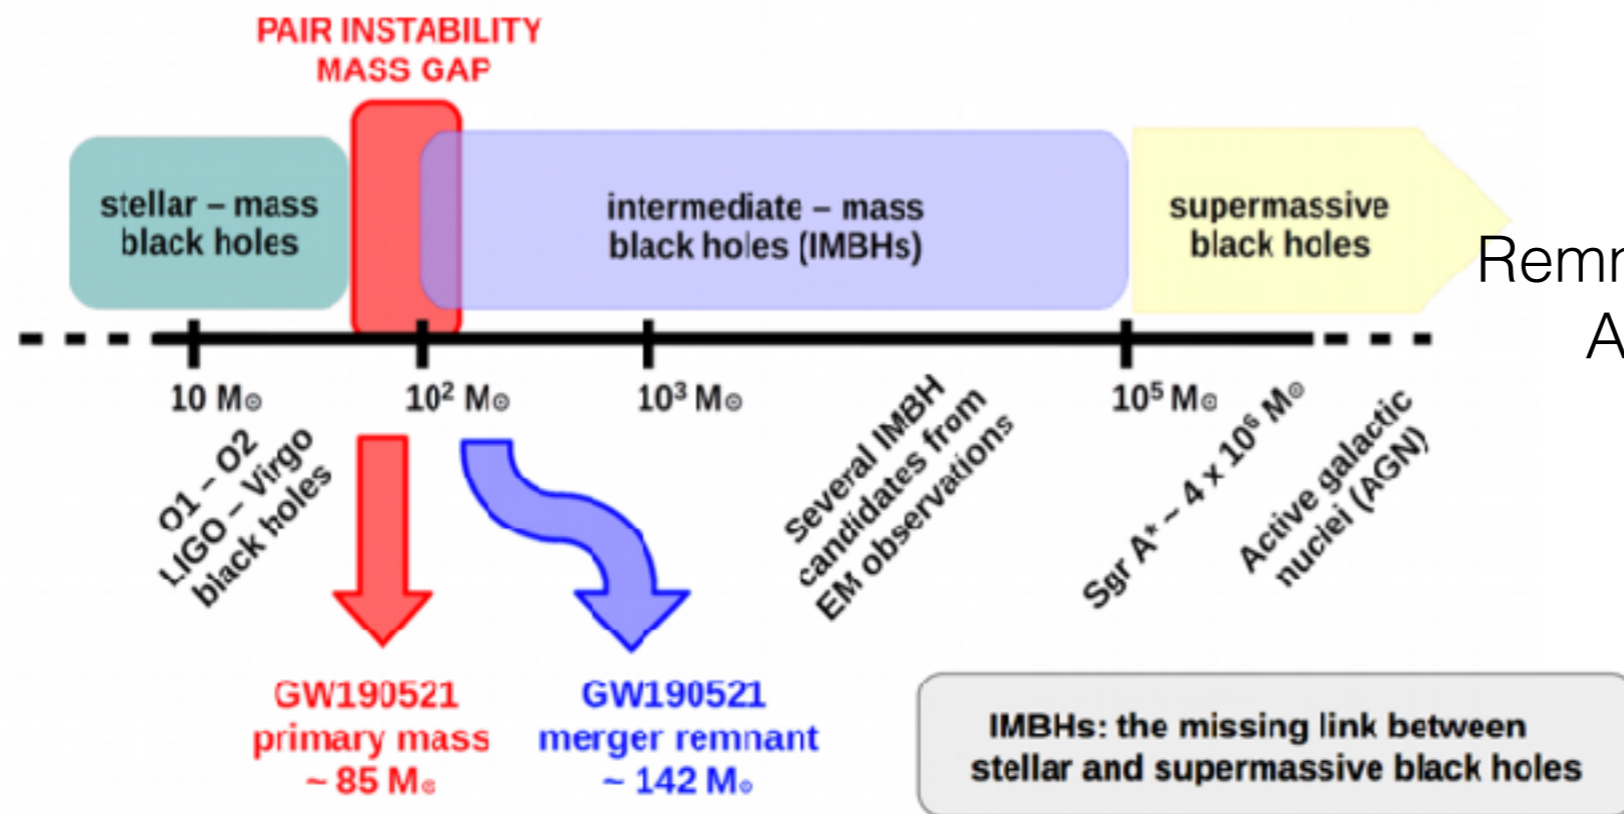 PAIR INSTABILITY
MASS GAP
stellar – mass
black holes
intermediate – mass
black holes (IMBHs)
supermassive
black holes
10 M⊙
10² M⊙
10³ M⊙
10⁵ M⊙
O1 – O2
LIGO – Virgo
black holes
Several IMBH
candidates from
EM observations
Sgr A* ~ 4 x 10⁶ M⊙
Active galactic
nuclei (AGN)
GW190521
primary mass
~ 85 M⊙
GW190521
merger remnant
~ 142 M⊙
IMBHs: the missing link between
stellar and supermassive black holes